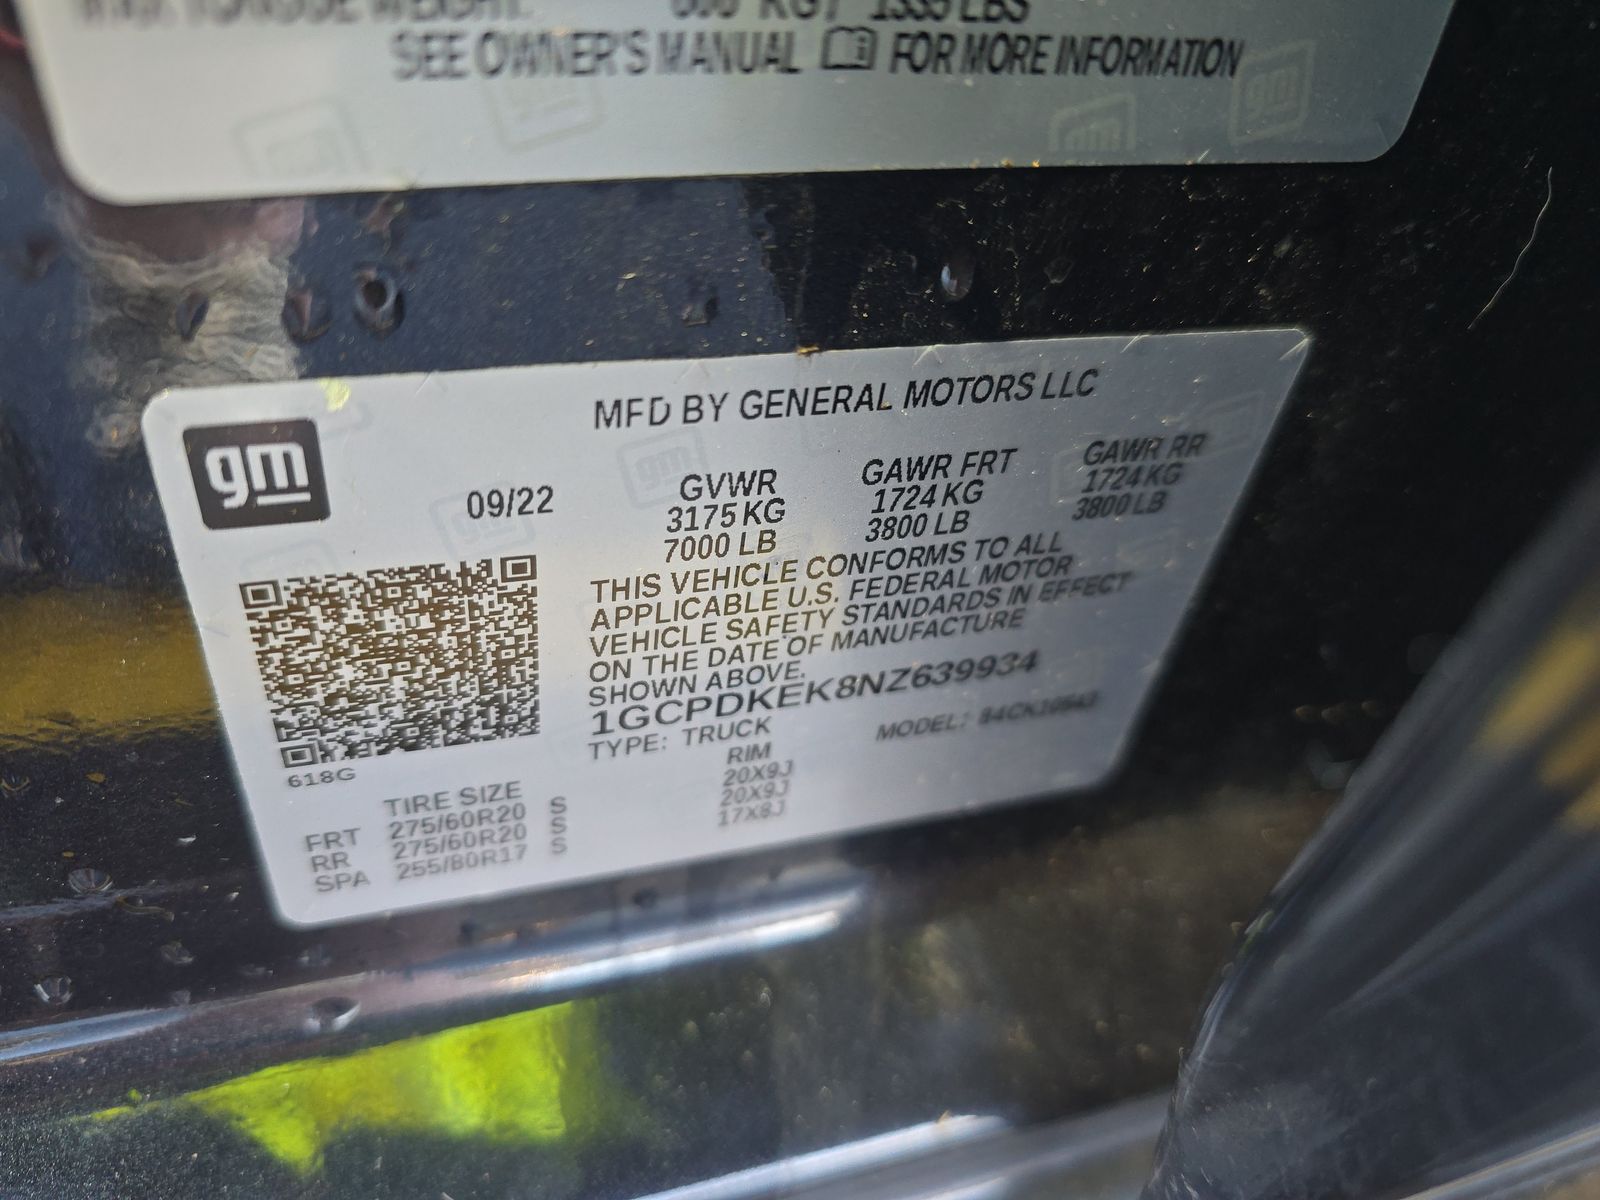 KG / 1335 LBS
SEE OWNER'S MANUAL FOR MORE INFORMATION
gm
MFD BY GENERAL MOTORS LLC
09/22
GVWR GAWR FRT GAWR RR
3175 KG 1724 KG 1724 KG
7000 LB 3800 LB 3800 LB
THIS VEHICLE CONFORMS TO ALL
APPLICABLE U.S. FEDERAL MOTOR
VEHICLE SAFETY STANDARDS IN EFFECT
ON THE DATE OF MANUFACTURE
SHOWN ABOVE.
1GCPDKEK8NZ639934
TYPE: TRUCK MODEL:
618G
TIRE SIZE RIM
FRT 275/60R20 S 20X9J
RR 275/60R20 S 20X9J
SPA 255/80R17 S 17X8J